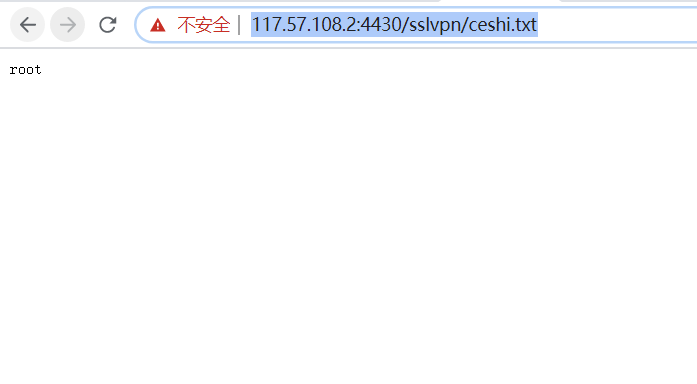 不安全 | 117.57.108.2:4430/sslvpn/ceshi.txt
root